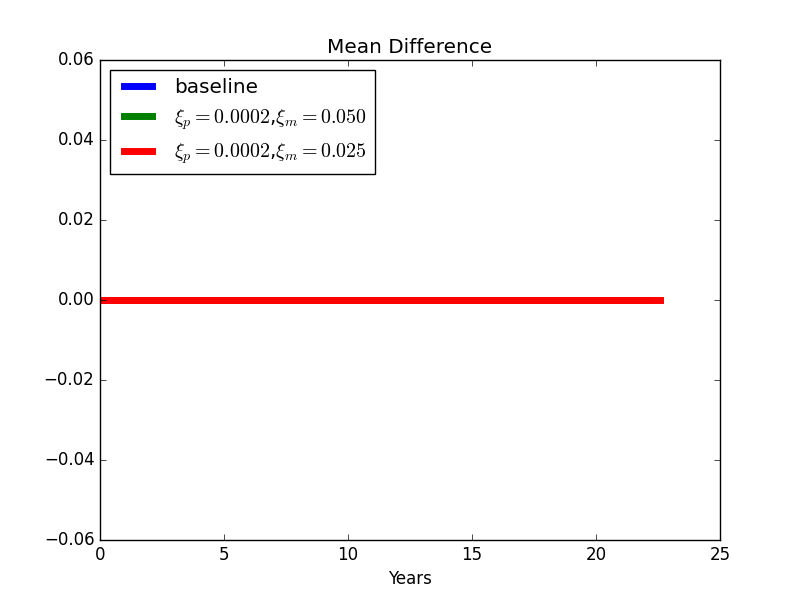 Mean Difference
0.06
0.04
0.02
0.00
−0.02
−0.04
−0.06
baseline
ξp = 0.0002,ξm = 0.050
ξp = 0.0002,ξm = 0.025
0 5 10 15 20 25
Years